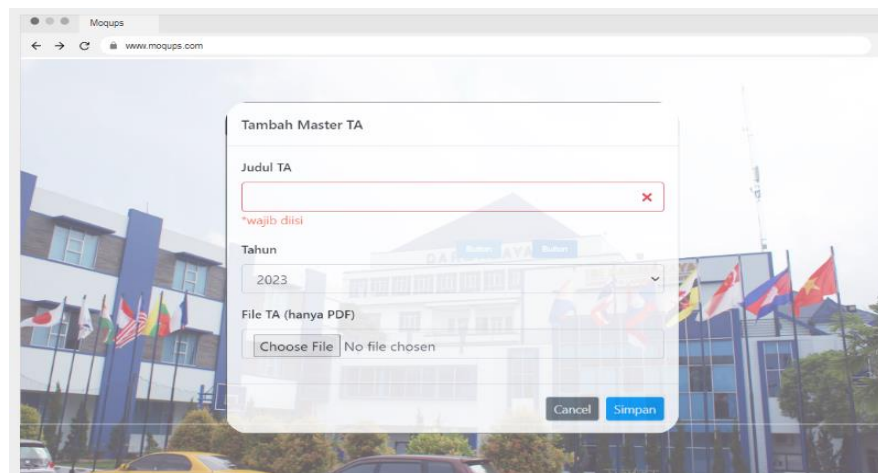 Moqups
www.moqups.com
Tambah Master TA
Judul TA
*wajib diisi
Button Button
Tahun
2023
File TA (hanya PDF)
Choose File No file chosen
Cancel Simpan